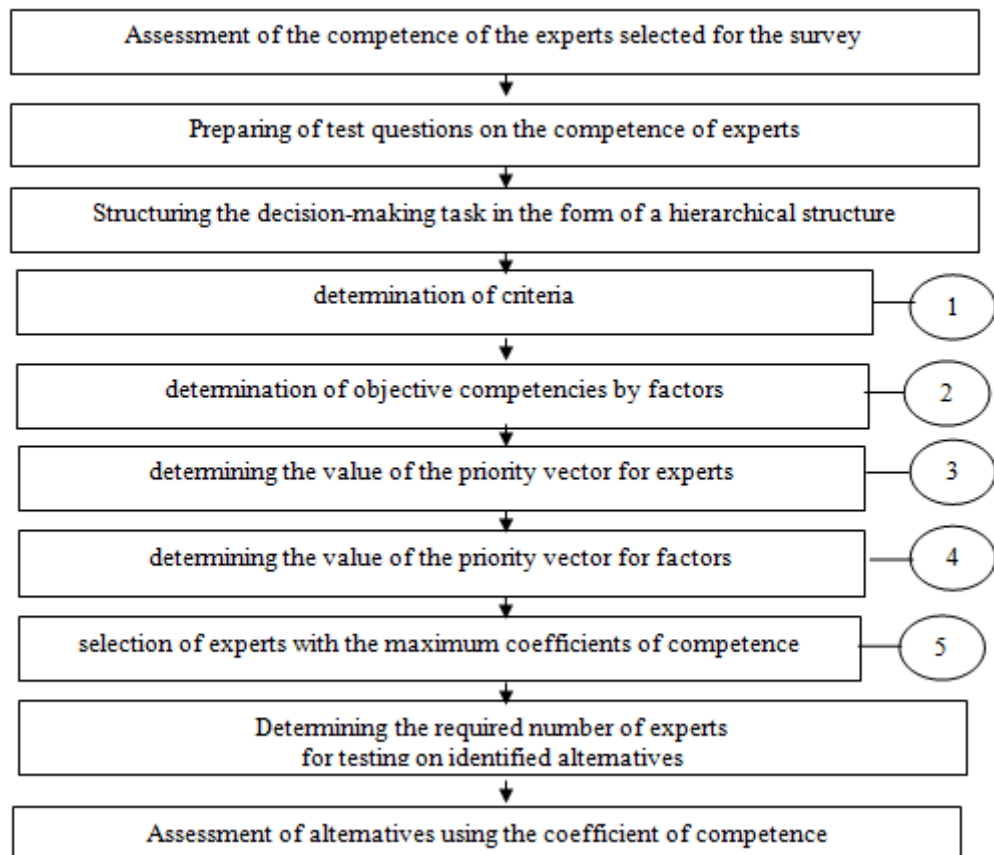 Assessment of the competence of the experts selected for the survey
Preparing of test questions on the competence of experts
Structuring the decision-making task in the form of a hierarchical structure
determination of criteria
1
determination of objective competencies by factors
2
determining the value of the priority vector for experts
3
determining the value of the priority vector for factors
4
selection of experts with the maximum coefficients of competence
5
Determining the required number of experts
for testing on identified alternatives
Assessment of alternatives using the coefficient of competence